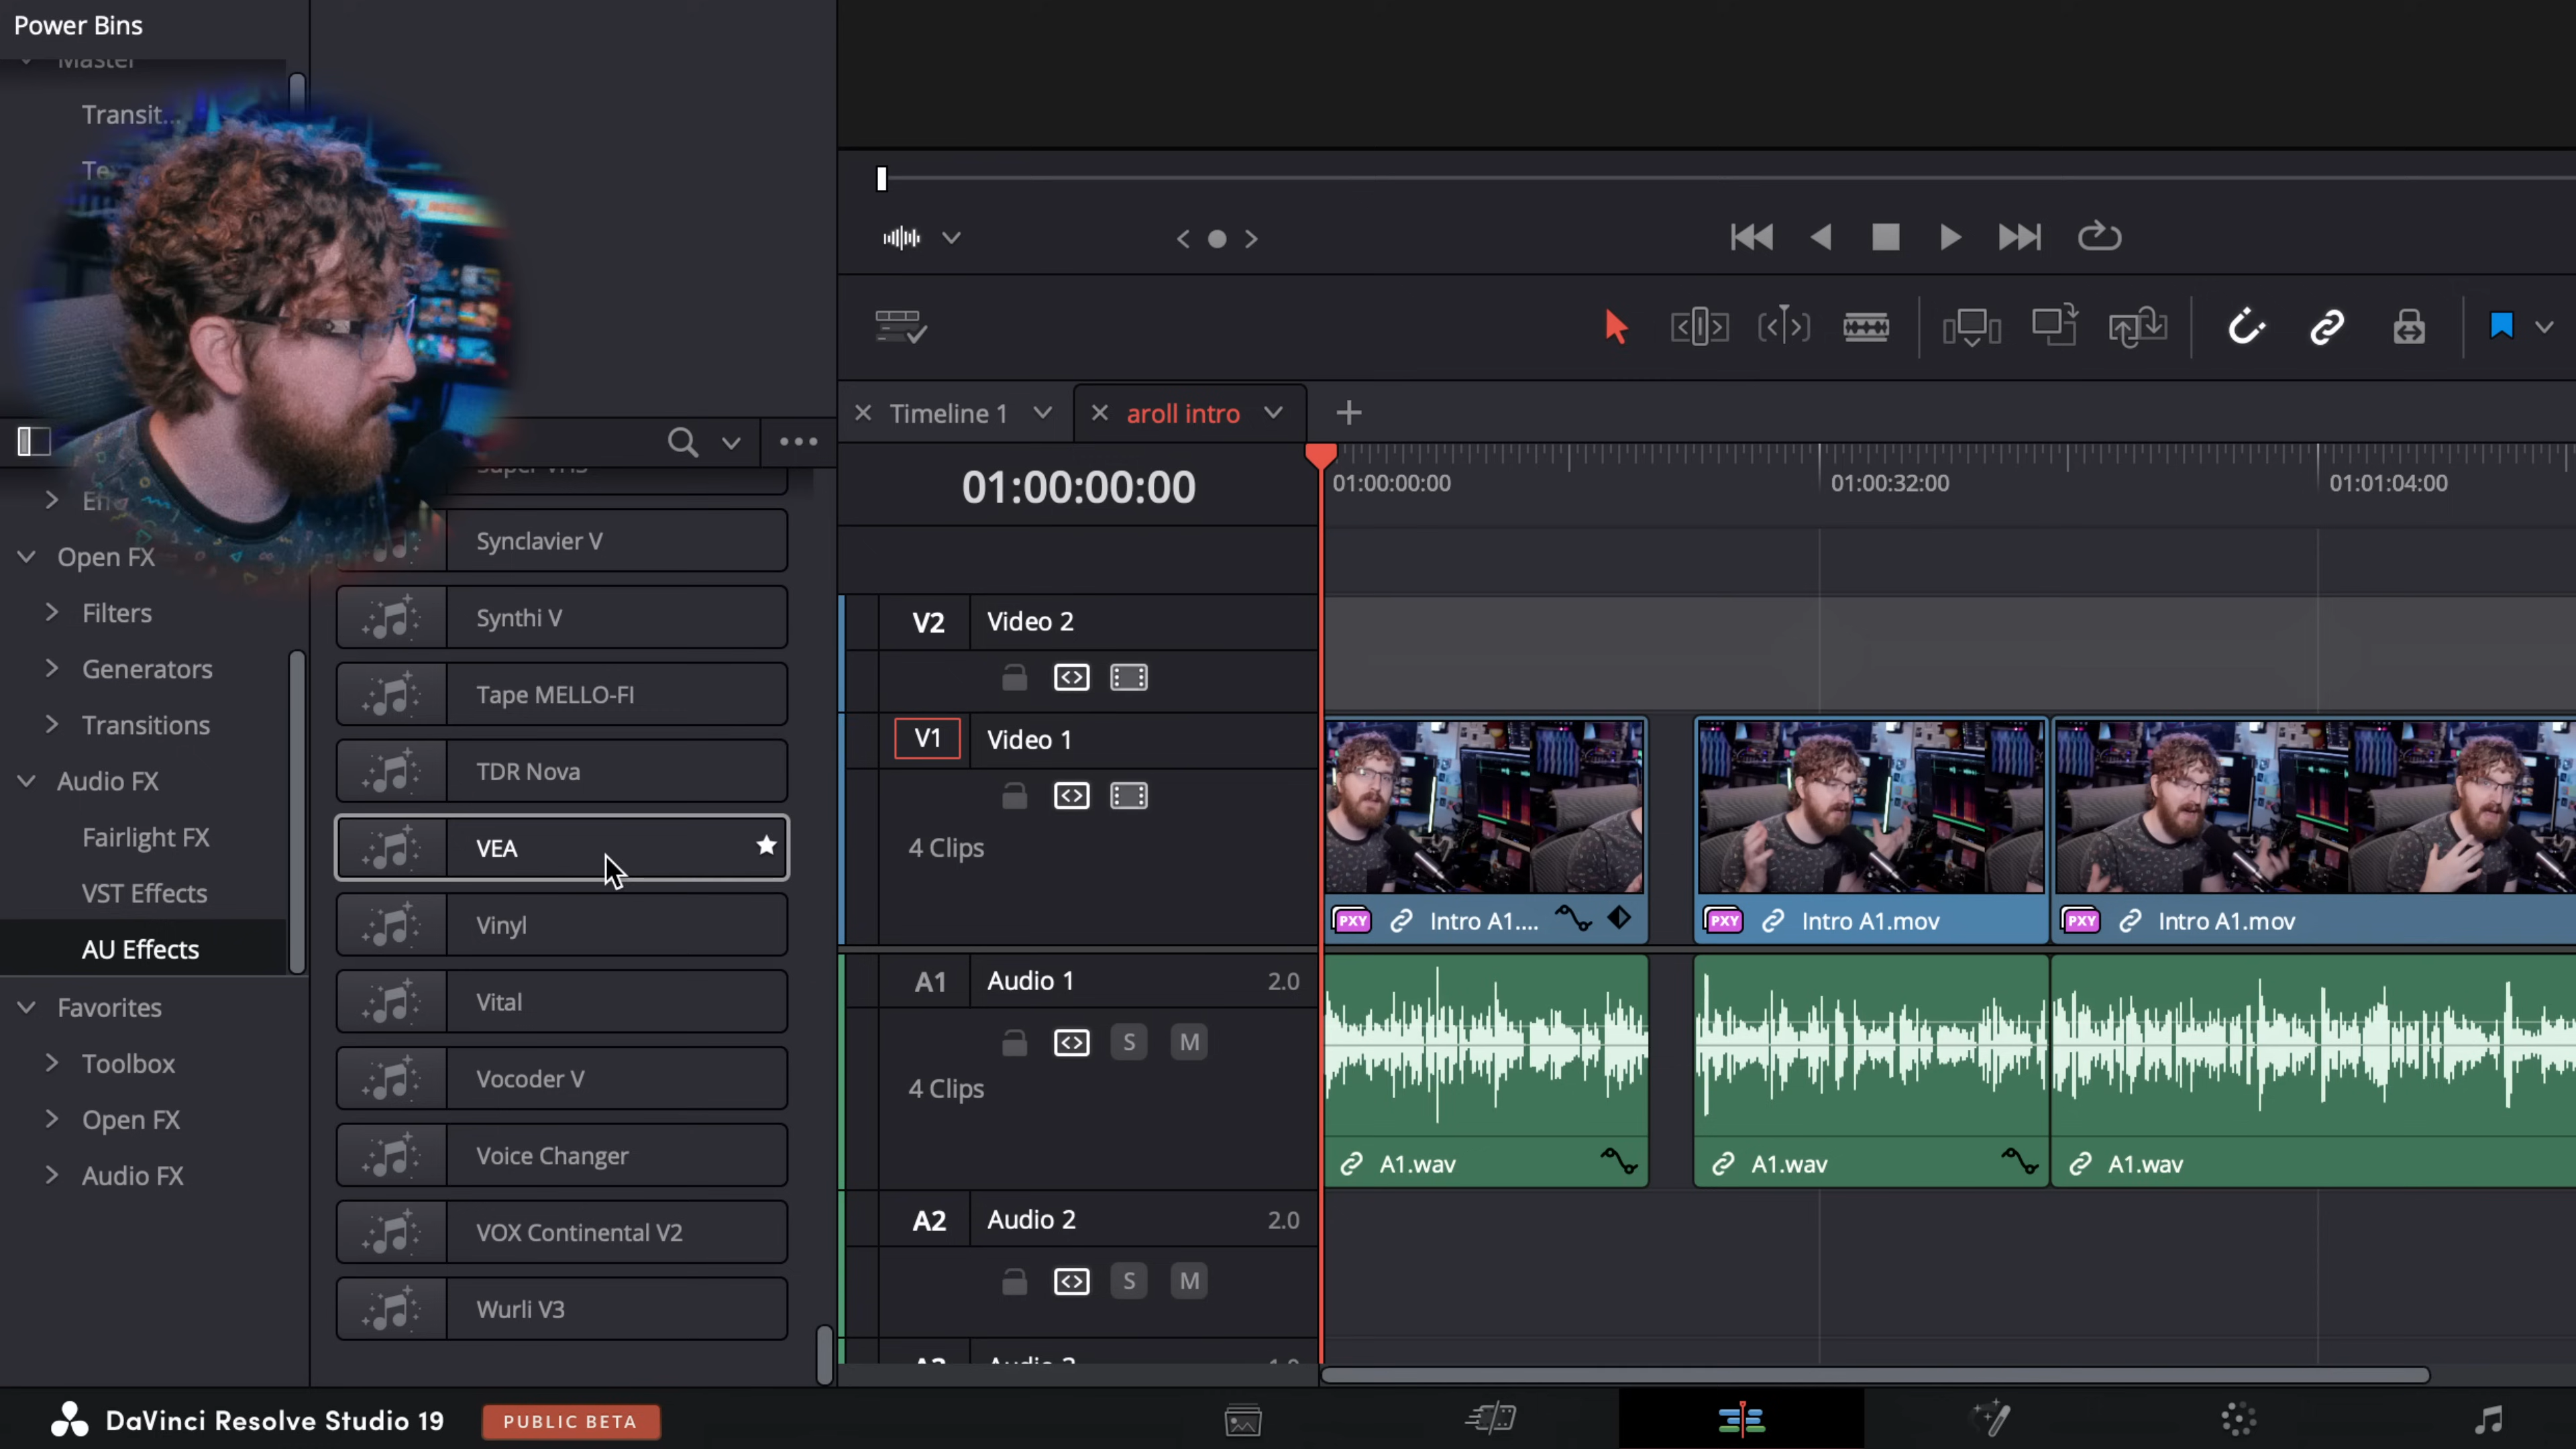 Power Bins
Master
Transit...
Open FX
Filters
Generators
Transitions
Audio FX
Fairlight FX
VST Effects
AU Effects
Favorites
Toolbox
Open FX
Audio FX
Super VHS
Synclavier V
Synthi V
Tape MELLO-FI
TDR Nova
VEA
Vinyl
Vital
Vocoder V
Voice Changer
VOX Continental V2
Wurli V3
Timeline 1
aroll intro
01:00:00:00
01:00:00:00
01:00:32:00
01:01:04:00
V2 Video 2
V1 Video 1
4 Clips
PXY Intro A1....
PXY Intro A1.mov
PXY Intro A1.mov
A1 Audio 1 2.0
S M
4 Clips
A1.wav
A1.wav
A1.wav
A2 Audio 2 2.0
S M
DaVinci Resolve Studio 19
PUBLIC BETA